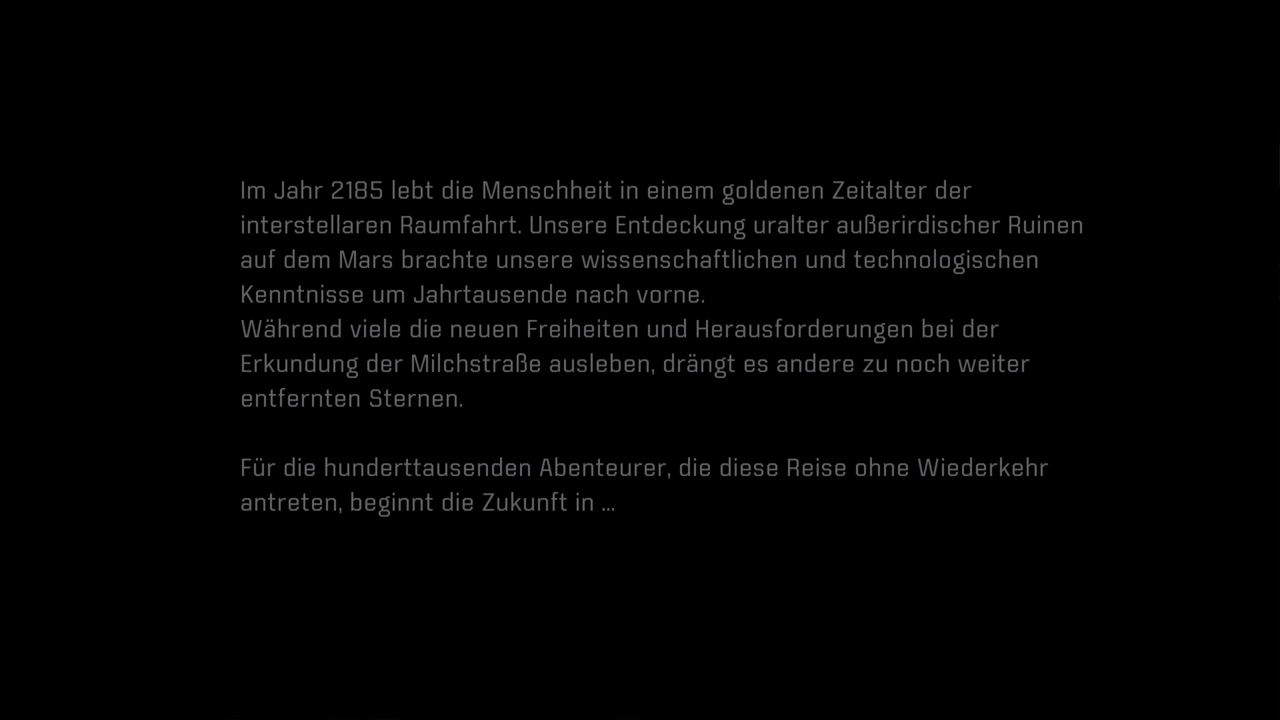 Im Jahr 2185 lebt die Menschheit in einem goldenen Zeitalter der
interstellaren Raumfahrt. Unsere Entdeckung uralter außerirdischer Ruinen
auf dem Mars brachte unsere wissenschaftlichen und technologischen
Kenntnisse um Jahrtausende nach vorne.
Während viele die neuen Freiheiten und Herausforderungen bei der
Erkundung der Milchstraße ausleben, drängt es andere zu noch weiter
entfernten Sternen.
Für die hunderttausenden Abenteurer, die diese Reise ohne Wiederkehr
antreten, beginnt die Zukunft in ...